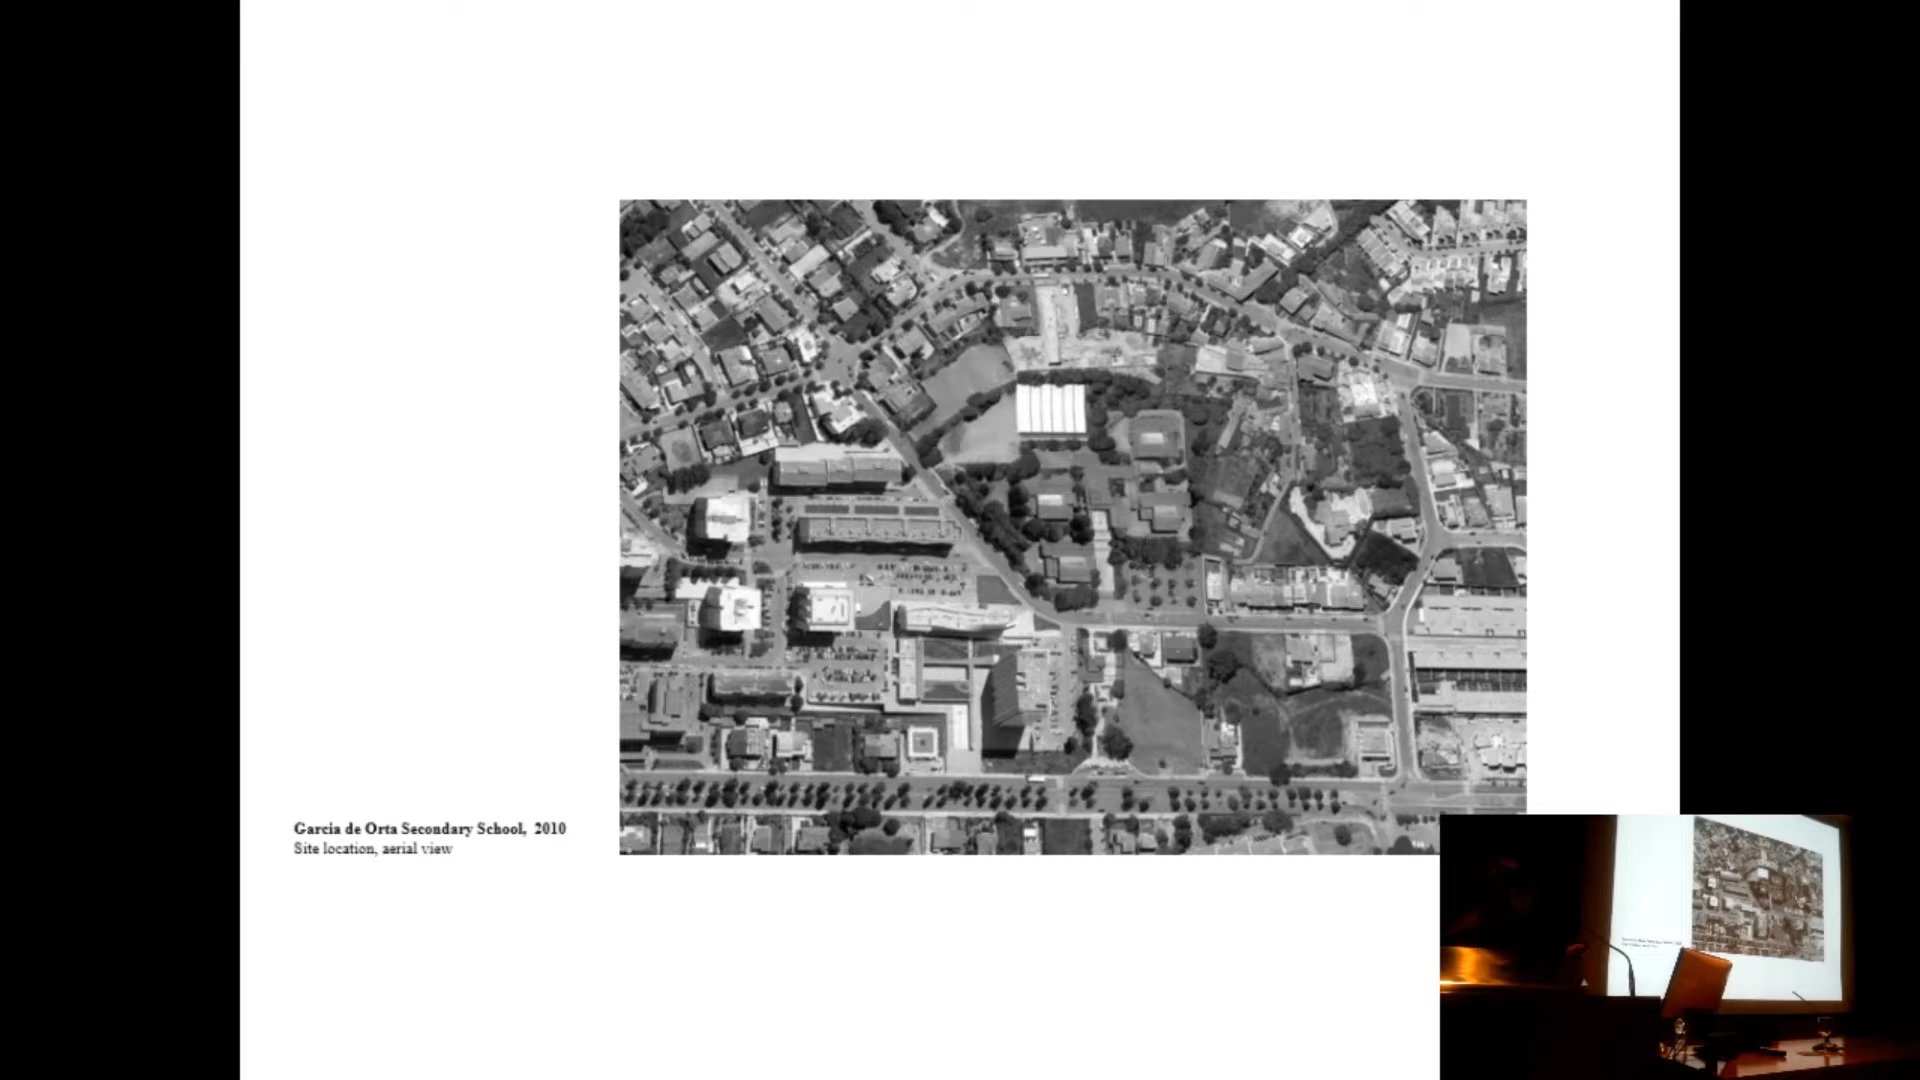 Garcia de Orta Secondary School, 2010
Site location, aerial view